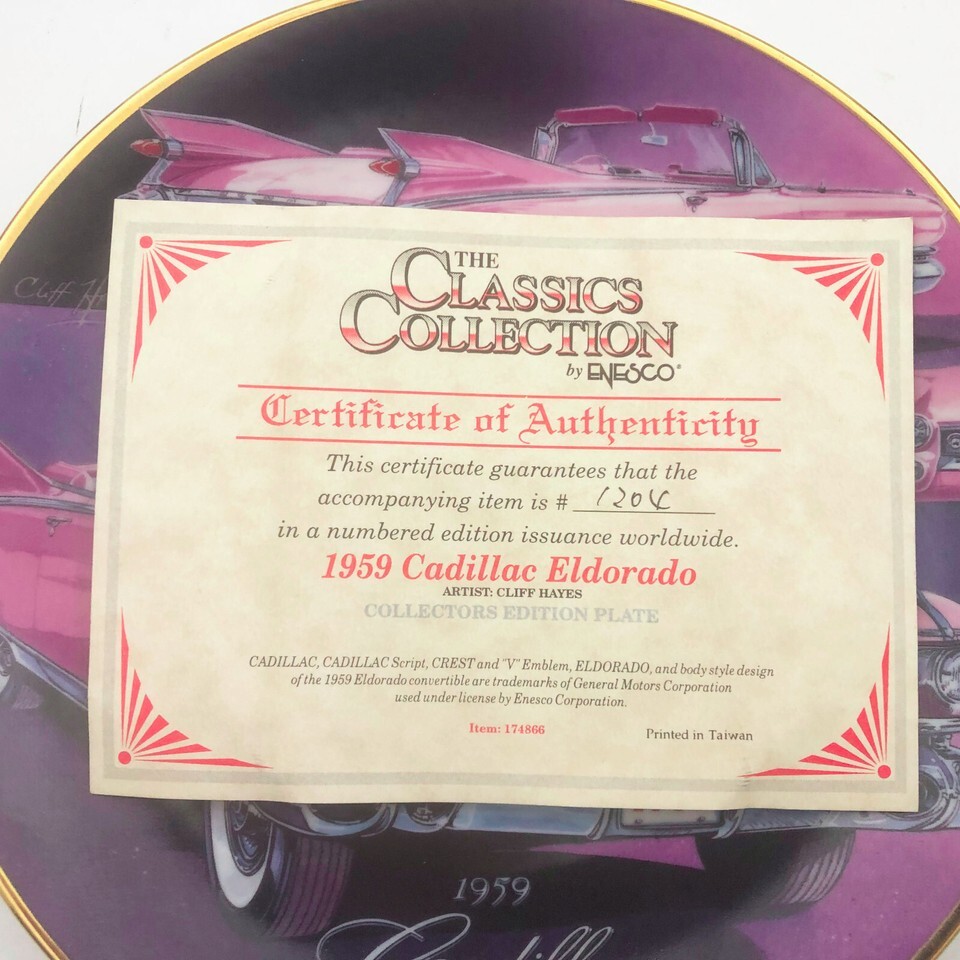 THE
CLASSICS
COLLECTION
by ENESCO®
Certificate of Authenticity
This certificate guarantees that the
accompanying item is # 1204
in a numbered edition issuance worldwide.
1959 Cadillac Eldorado
ARTIST: CLIFF HAYES
COLLECTORS EDITION PLATE
CADILLAC, CADILLAC Script, CREST and "V" Emblem, ELDORADO, and body style design
of the 1959 Eldorado convertible are trademarks of General Motors Corporation
used under license by Enesco Corporation.
Item: 174866
Printed in Taiwan
Cliff
1959